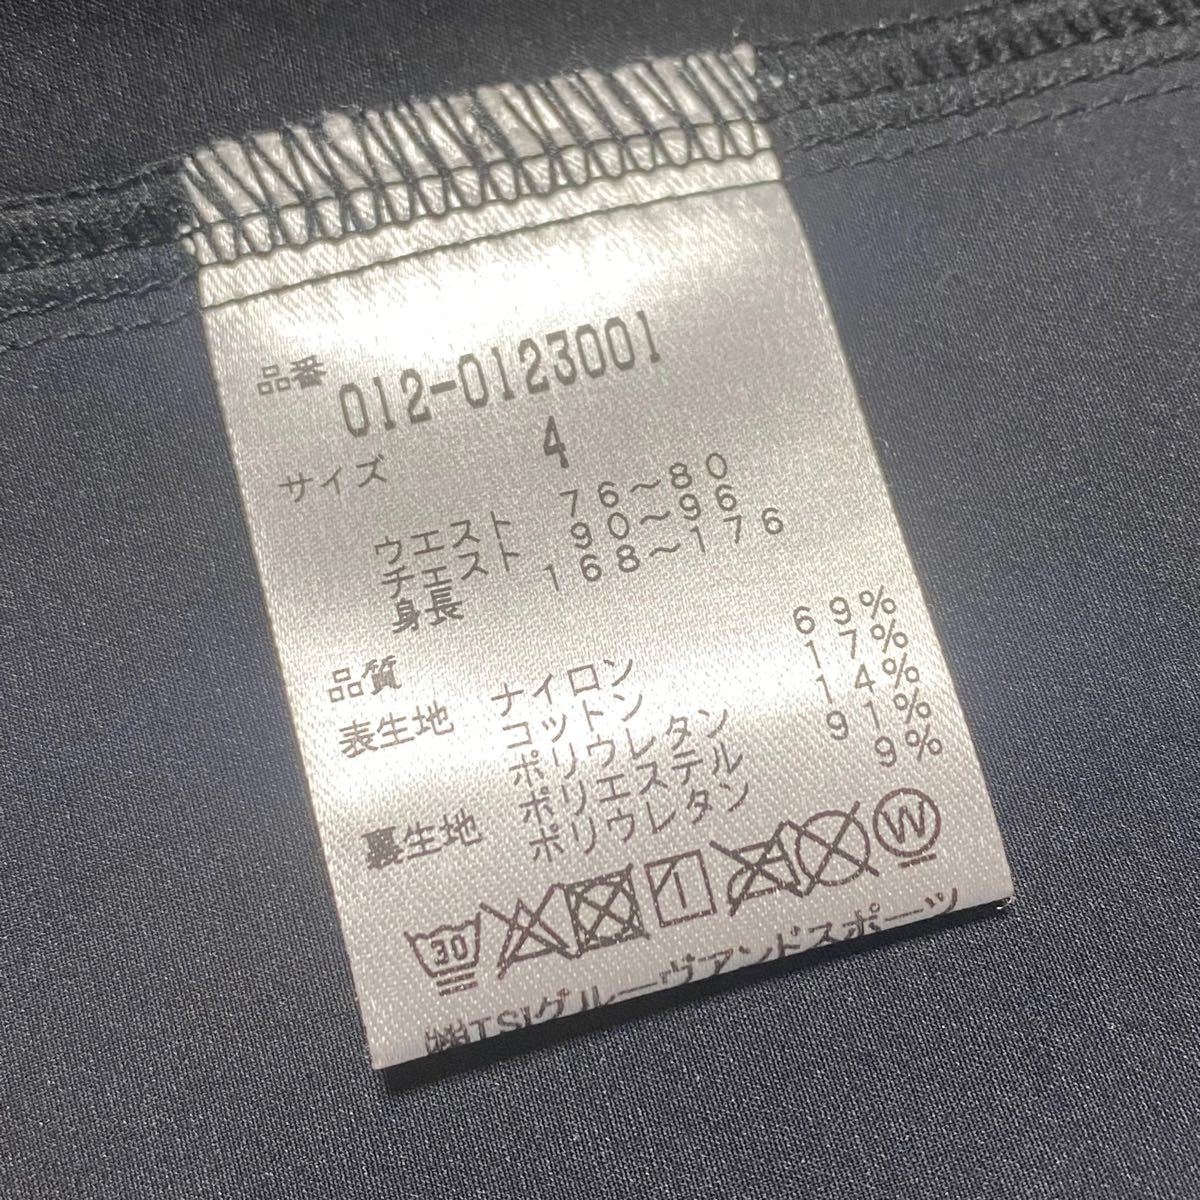 品番 012-0123001
サイズ 4
ウエスト 76～80
チエスト 90～96
身長 168～176
品質
表生地 ナイロン 69%
コットン 17%
ポリウレタン 14%
裏生地 ポリエステル 91%
ポリウレタン 9%
30 1 W
㈱TSIグルーヴアンドスポーツ